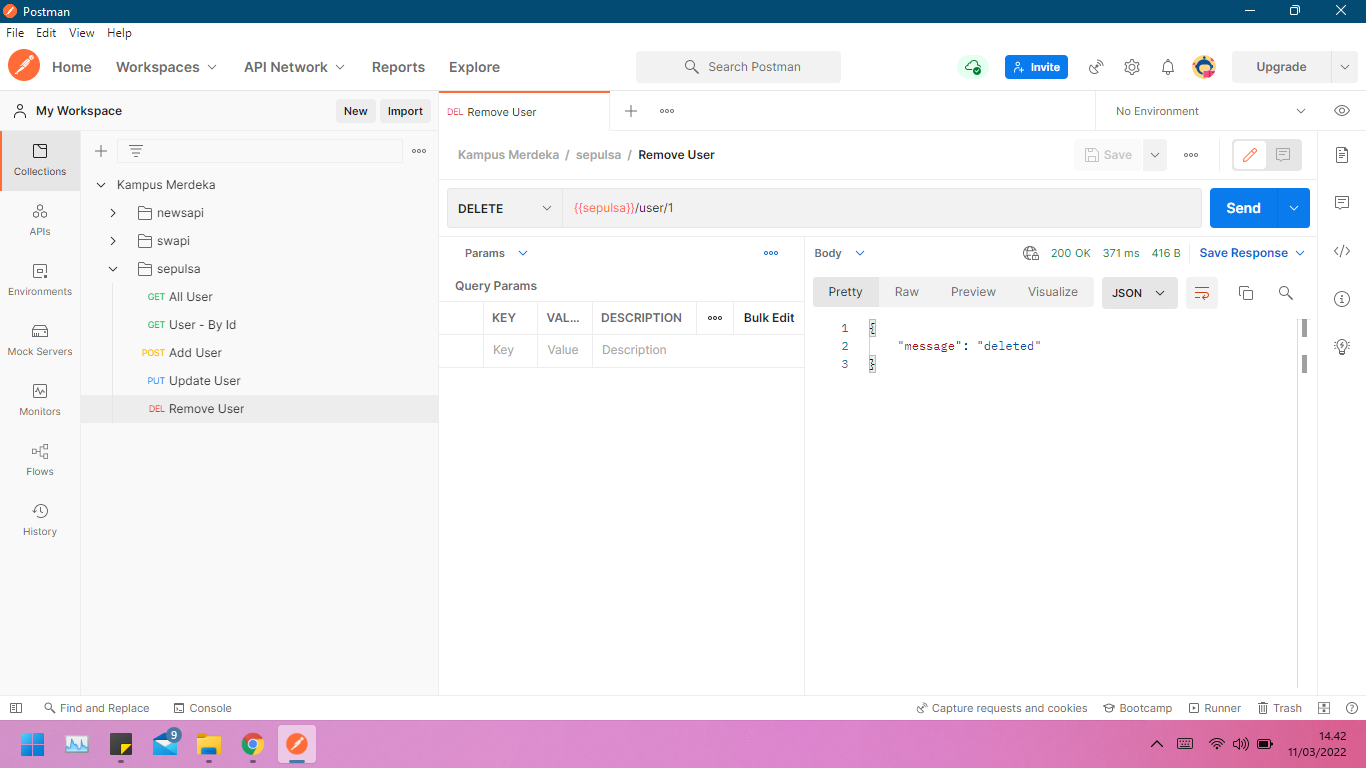 Postman
File Edit View Help
Home Workspaces API Network Reports Explore Search Postman Invite Upgrade
My Workspace New Import DEL Remove User No Environment
Collections
APIs
Environments
Mock Servers
Monitors
Flows
History
Kampus Merdeka
newsapi
swapi
sepulsa
GET All User
GET User - By Id
POST Add User
PUT Update User
DEL Remove User
Kampus Merdeka / sepulsa / Remove User Save
DELETE {{sepulsa}}/user/1 Send
Params
Query Params
KEY VAL... DESCRIPTION Bulk Edit
Key Value Description
Body 200 OK 371 ms 416 B Save Response
Pretty Raw Preview Visualize JSON
1 {
2 "message": "deleted"
3 }
Find and Replace Console Capture requests and cookies Bootcamp Runner Trash
9
14.42
11/03/2022